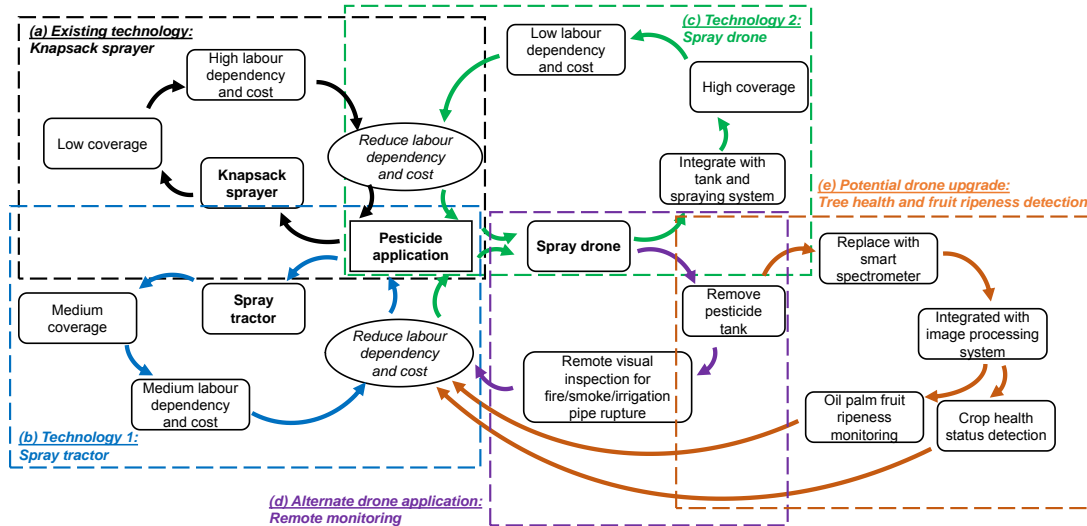 (a) Existing technology:
Knapsack sprayer
High labour
dependency
and cost
Low coverage
Knapsack
sprayer
Reduce labour
dependency
and cost
Pesticide
application
(c) Technology 2:
Spray drone
Low labour
dependency
and cost
High coverage
Integrate with
tank and
spraying system
Spray drone
(b) Technology 1:
Spray tractor
Spray
tractor
Medium
coverage
Medium labour
dependency
and cost
Reduce labour
dependency
and cost
(d) Alternate drone application:
Remote monitoring
Remove
pesticide
tank
Remote visual
inspection for
fire/smoke/irrigation
pipe rupture
(e) Potential drone upgrade:
Tree health and fruit ripeness detection
Replace with
smart
spectrometer
Integrated with
image processing
system
Oil palm fruit
ripeness
monitoring
Crop health
status detection